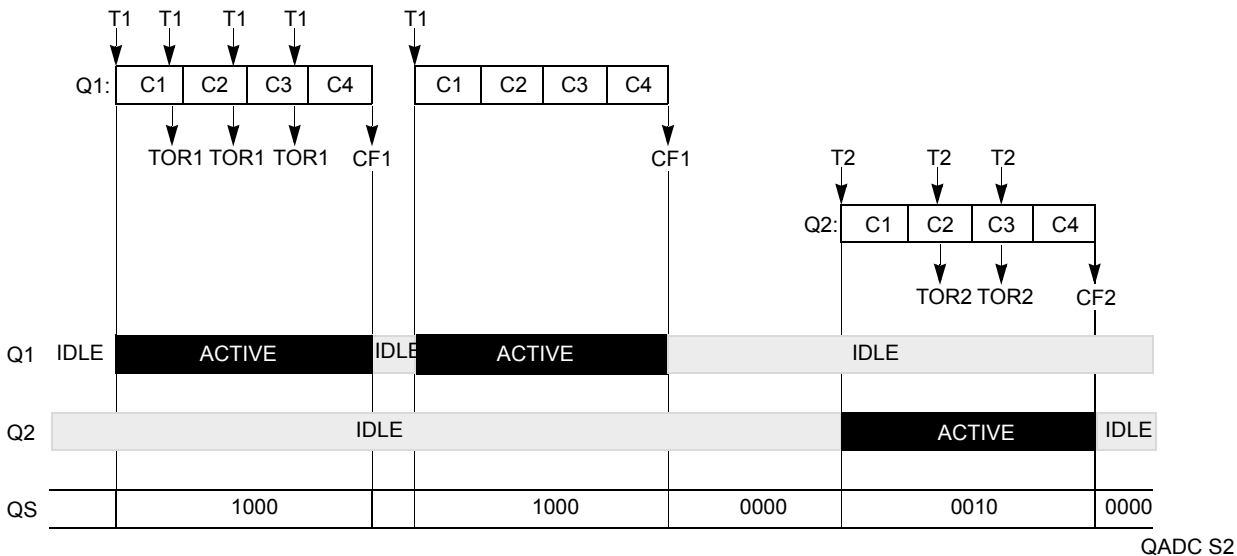 T1 T1 T1 T1 T1
Q1: C1 C2 C3 C4 C1 C2 C3 C4
TOR1 TOR1 TOR1 CF1 CF1
T2 T2 T2
Q2: C1 C2 C3 C4
TOR2 TOR2 CF2
Q1 IDLE ACTIVE IDLE ACTIVE IDLE
Q2 IDLE ACTIVE IDLE
QS 1000 1000 0000 0010 0000
QADC S2